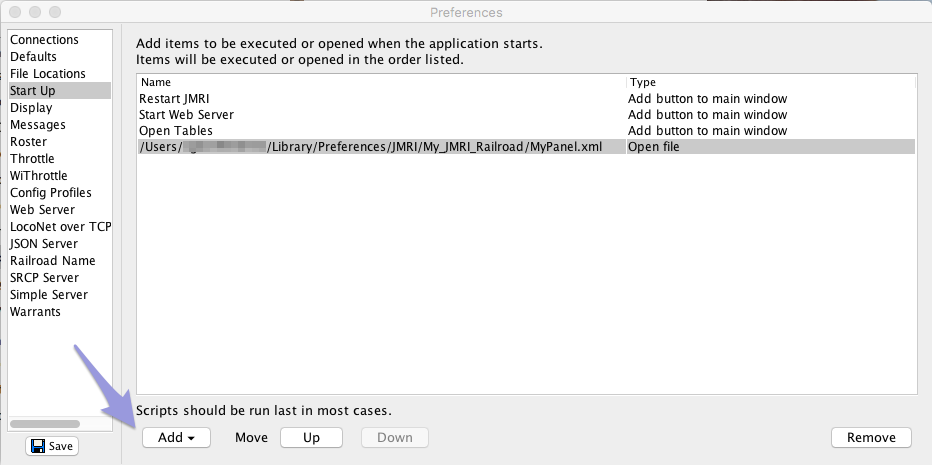 Preferences
Connections
Defaults
File Locations
Start Up
Display
Messages
Roster
Throttle
WiThrottle
Config Profiles
Web Server
LocoNet over TCP
JSON Server
Railroad Name
SRCP Server
Simple Server
Warrants
Save
Add items to be executed or opened when the application starts.
Items will be executed or opened in the order listed.
Name Type
Restart JMRI Add button to main window
Start Web Server Add button to main window
Open Tables Add button to main window
/Users/ /Library/Preferences/JMRI/My_JMRI_Railroad/MyPanel.xml Open file
Scripts should be run last in most cases.
Add Move Up Down Remove